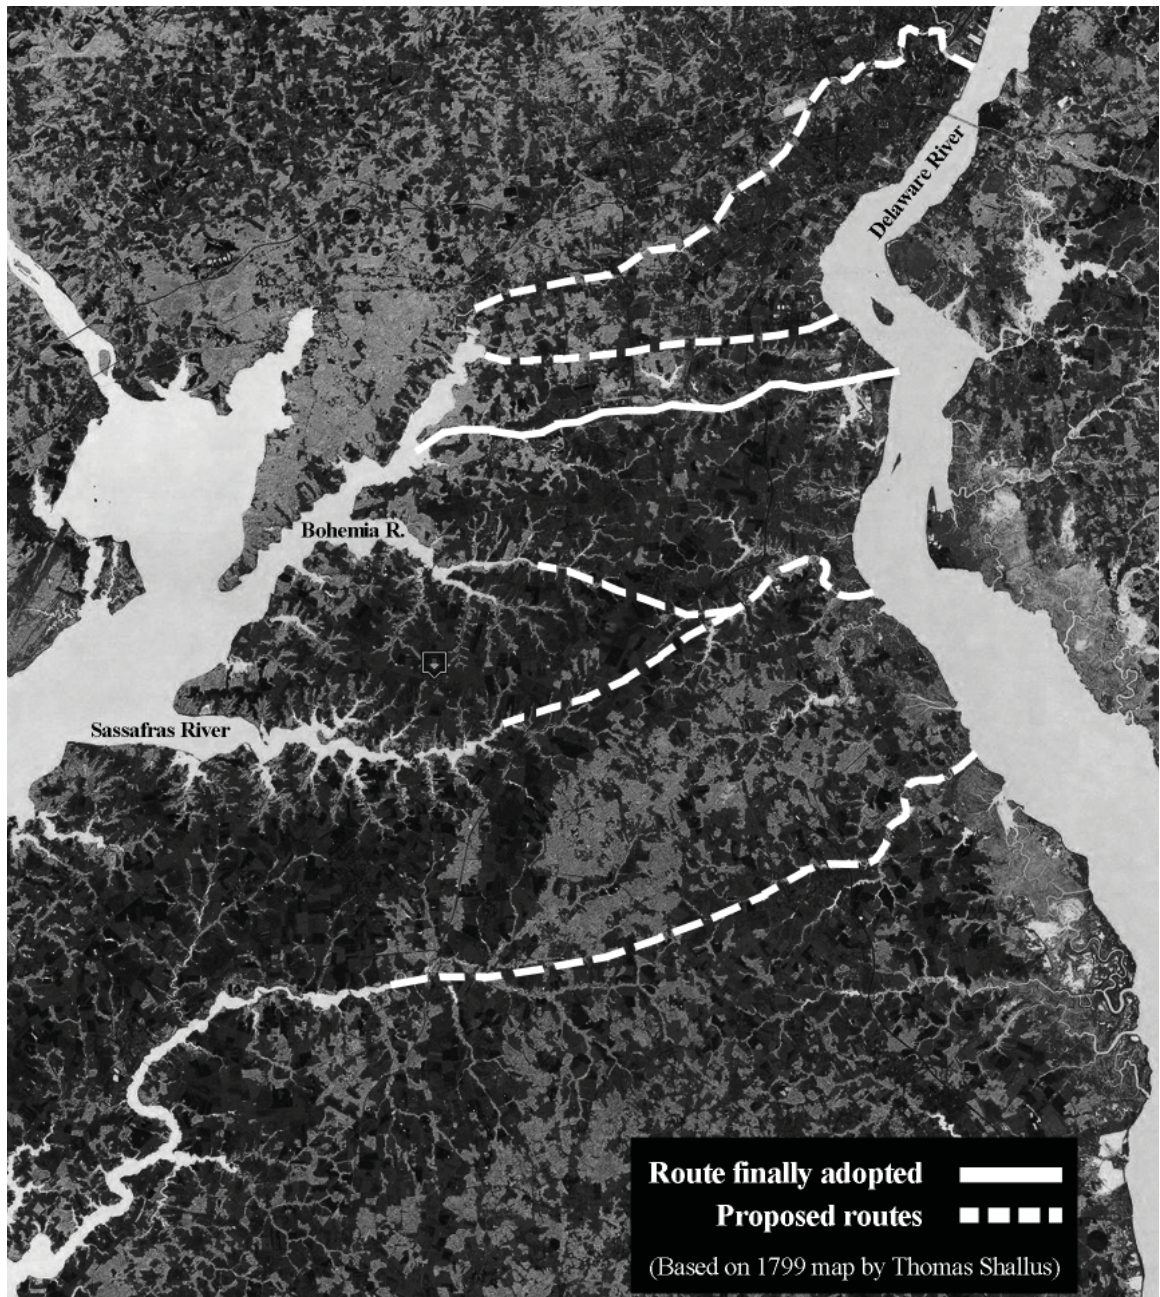 Delaware River
Bohemia R.
Sassafras River
Route finally adopted
Proposed routes
(Based on 1799 map by Thomas Shallus)